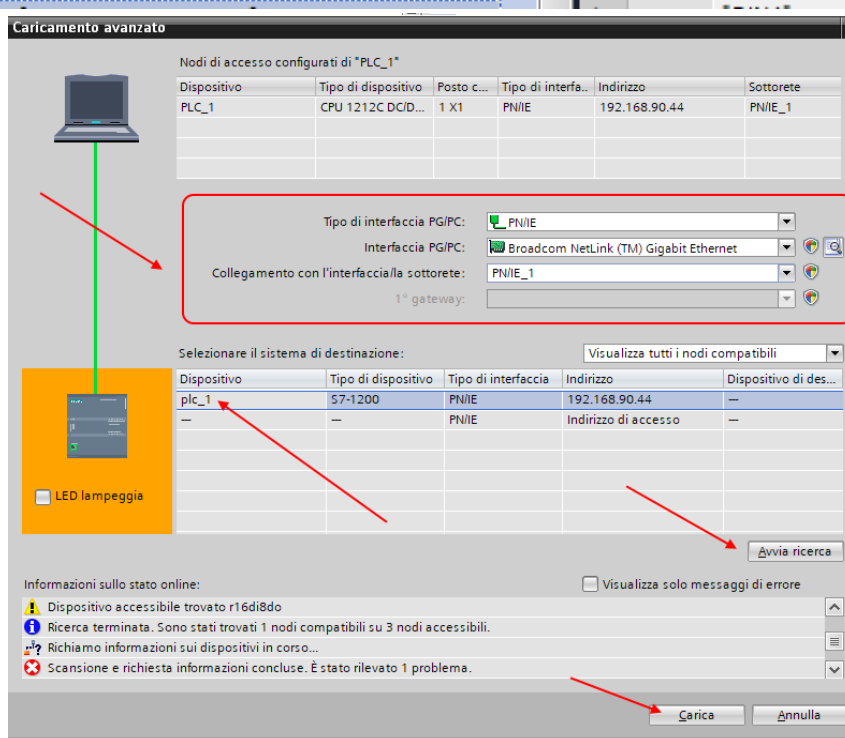 Caricamento avanzato
Nodi di accesso configurati di "PLC_1"
Dispositivo Tipo di dispositivo Posto c... Tipo di interfa.. Indirizzo Sottorete
PLC_1 CPU 1212C DC/D... 1 X1 PN/IE 192.168.90.44 PN/IE_1
Tipo di interfaccia PG/PC: PN/IE
Interfaccia PG/PC: Broadcom NetLink (TM) Gigabit Ethernet
Collegamento con l'interfaccia/la sottorete: PN/IE_1
1° gateway:
Selezionare il sistema di destinazione: Visualizza tutti i nodi compatibili
Dispositivo Tipo di dispositivo Tipo di interfaccia Indirizzo Dispositivo di des...
plc_1 S7-1200 PN/IE 192.168.90.44 —
— — PN/IE Indirizzo di accesso —
LED lampeggia
Avvia ricerca
Informazioni sullo stato online: Visualizza solo messaggi di errore
Dispositivo accessibile trovato r16di8do
Ricerca terminata. Sono stati trovati 1 nodi compatibili su 3 nodi accessibili.
Richiamo informazioni sui dispositivi in corso...
Scansione e richiesta informazioni concluse. È stato rilevato 1 problema.
Carica Annulla